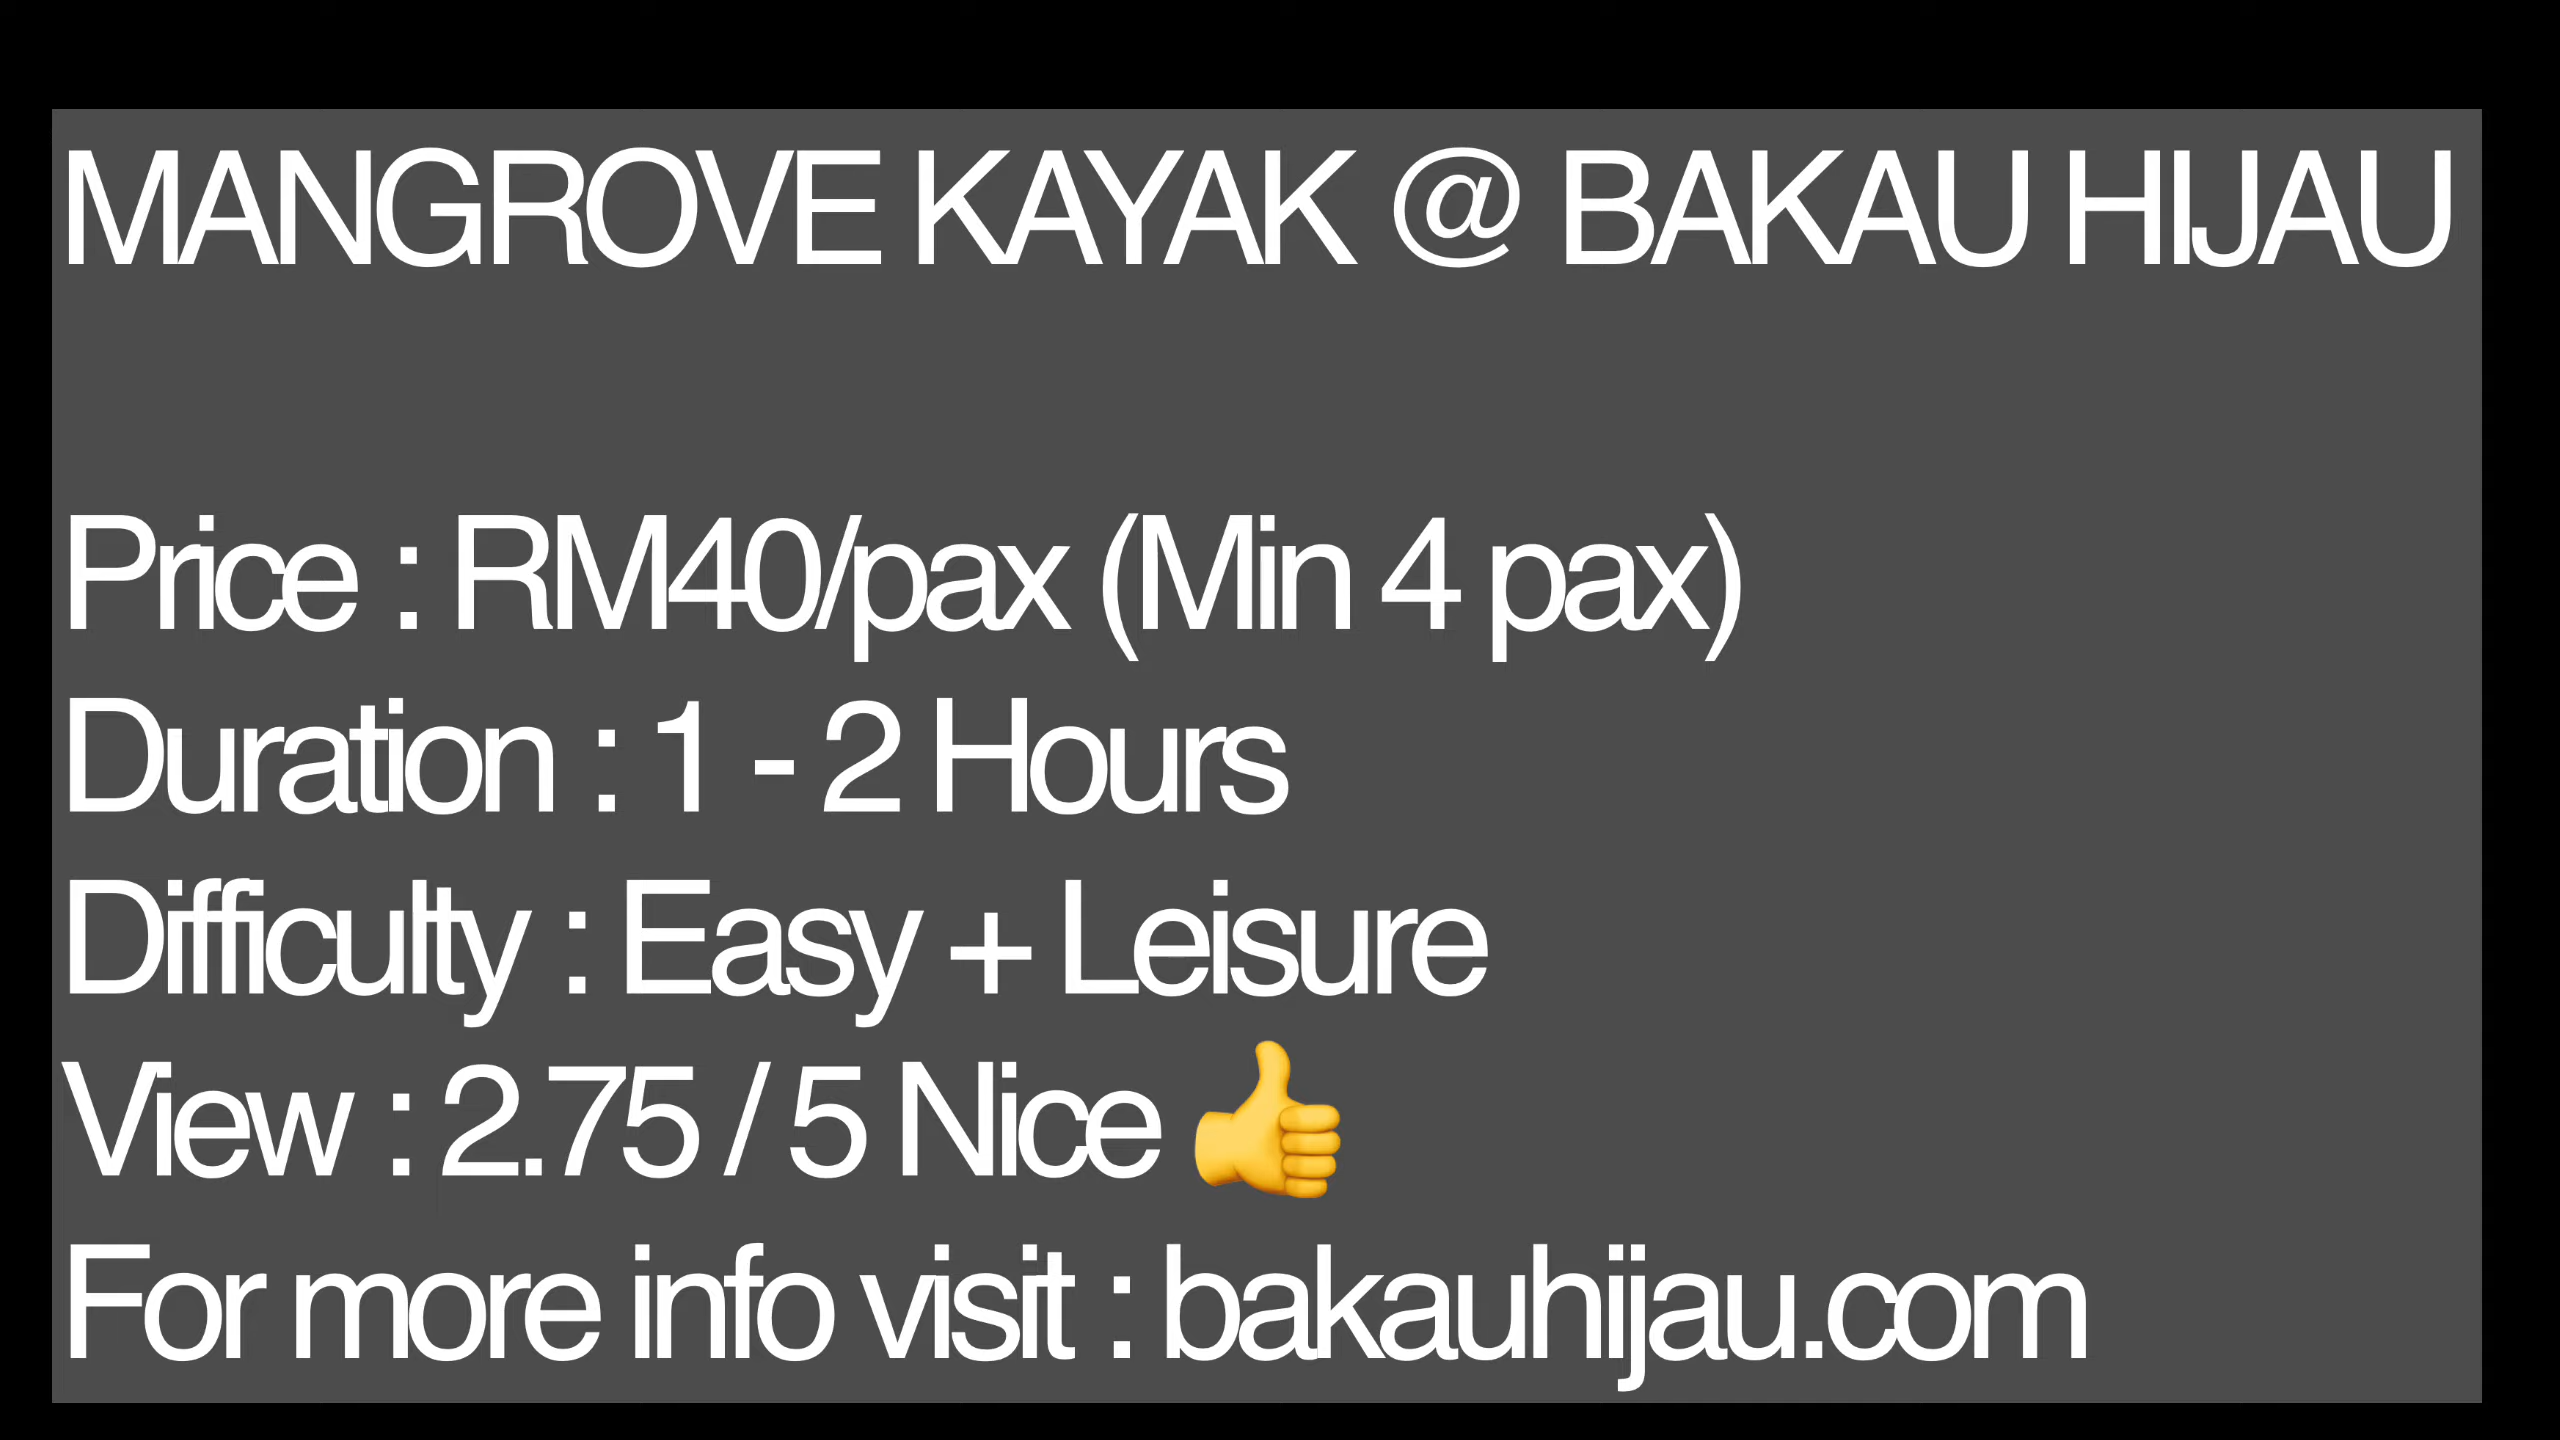 MANGROVE KAYAK @ BAKAU HIJAU
Price : RM40/pax (Min 4 pax)
Duration : 1 - 2 Hours
Difficulty : Easy + Leisure
View : 2.75 / 5 Nice 👍
For more info visit : bakauhijau.com